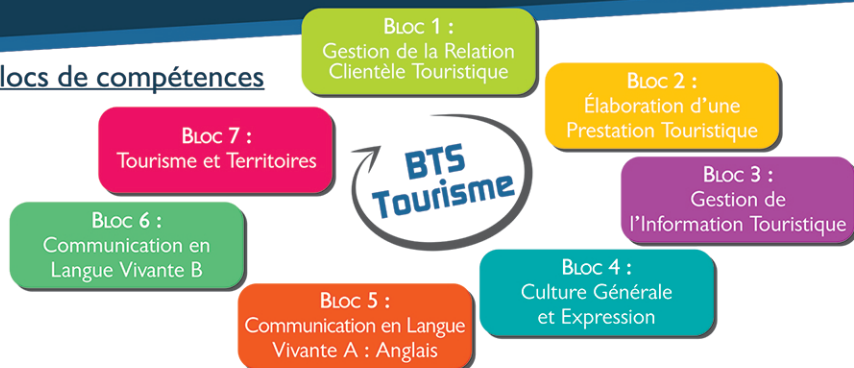 locs de compétences
Bloc 1 :
Gestion de la Relation
Clientèle Touristique
Bloc 2 :
Élaboration d'une
Prestation Touristique
Bloc 3 :
Gestion de
l'Information Touristique
Bloc 4 :
Culture Générale
et Expression
Bloc 5 :
Communication en Langue
Vivante A : Anglais
Bloc 6 :
Communication en
Langue Vivante B
Bloc 7 :
Tourisme et Territoires
BTS
Tourisme